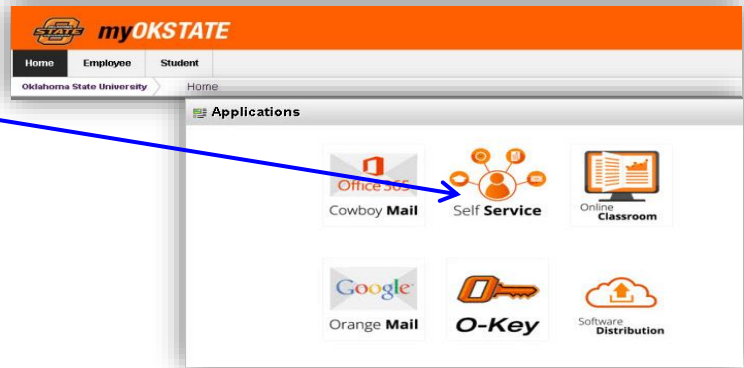 STATE myOKSTATE
Home Employee Student
Oklahoma State University Home
Applications
Office 365
Cowboy Mail
Self Service
Online
Classroom
Google
Orange Mail
O-Key
Software
Distribution